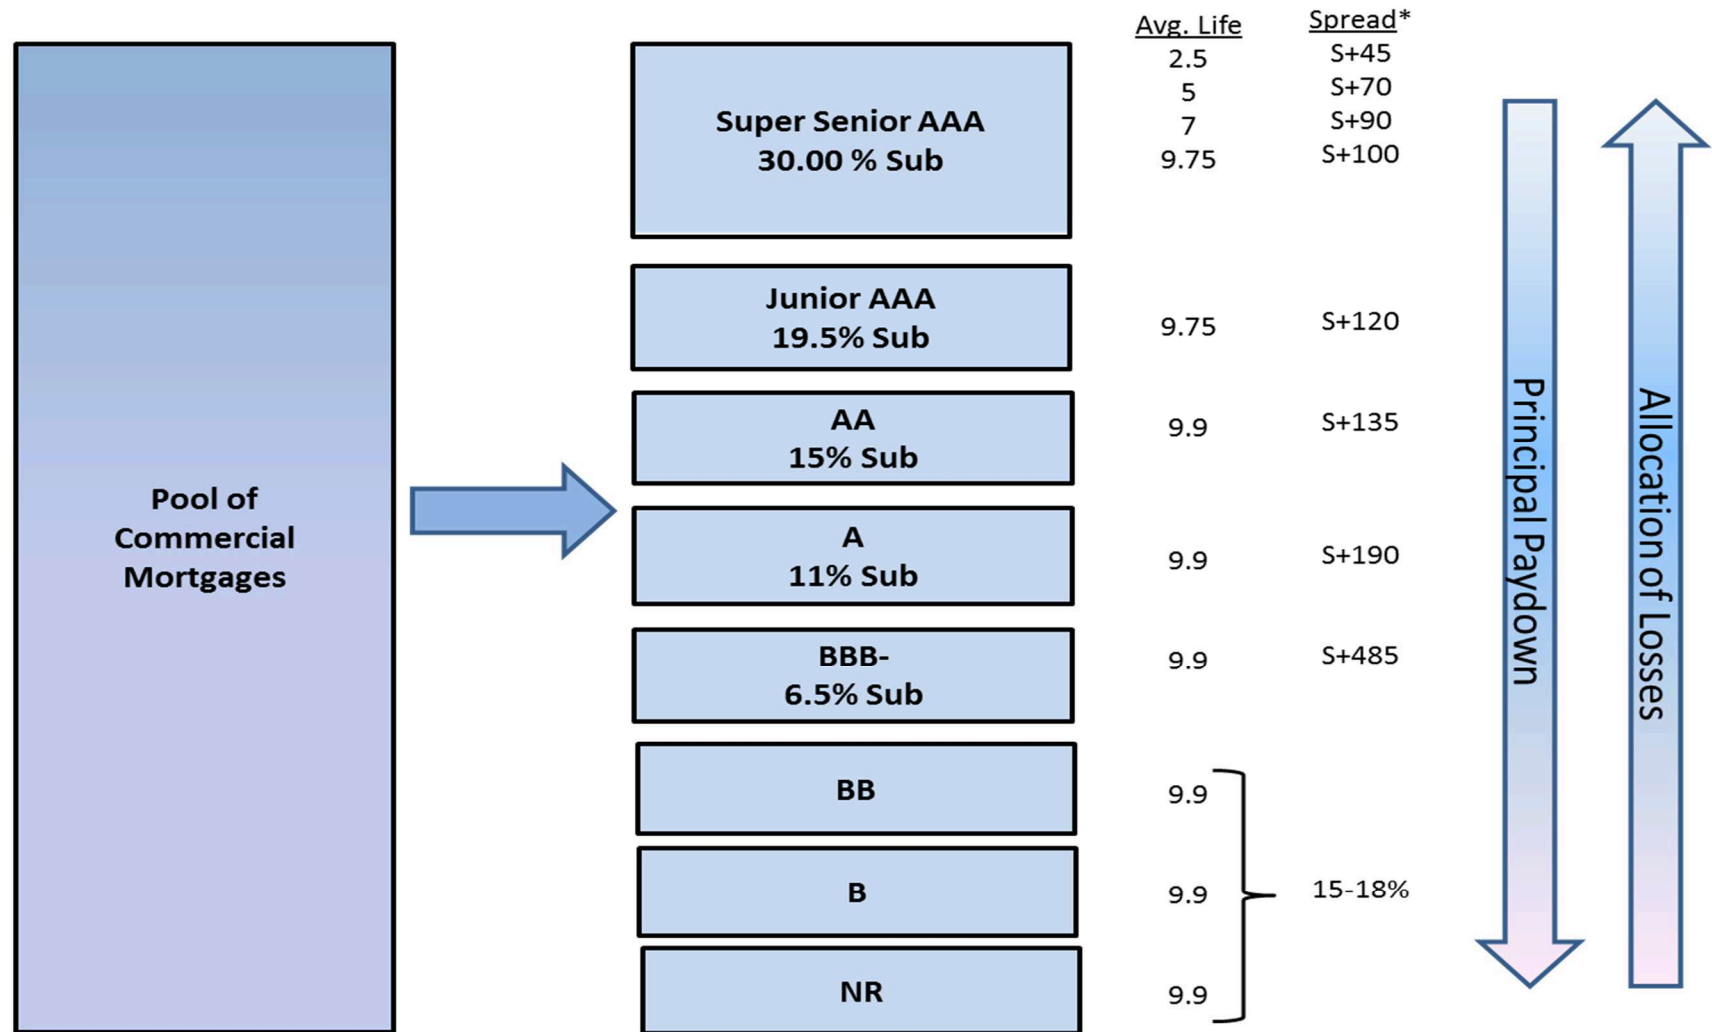 Avg. Life Spread*
2.5 S+45
5 S+70
7 S+90
9.75 S+100
Super Senior AAA
30.00 % Sub
Junior AAA
19.5% Sub
9.75 S+120
AA
15% Sub
9.9 S+135
A
11% Sub
9.9 S+190
BBB-
6.5% Sub
9.9 S+485
BB
9.9
B
9.9 15-18%
NR
9.9
Pool of
Commercial
Mortgages
Principal Paydown
Allocation of Losses